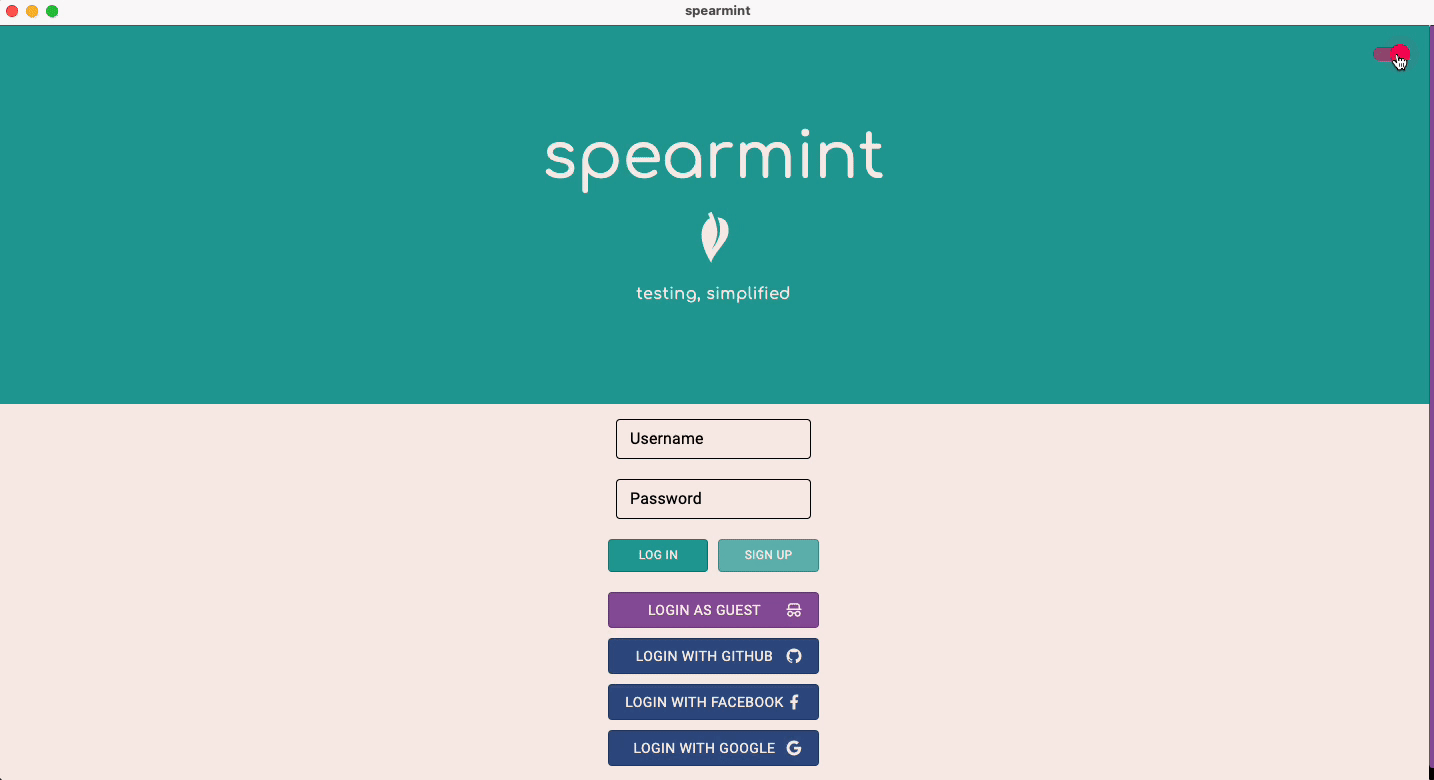 spearmint
spearmint
testing, simplified
Username
Password
LOG IN
SIGN UP
LOGIN AS GUEST
LOGIN WITH GITHUB
LOGIN WITH FACEBOOK
LOGIN WITH GOOGLE